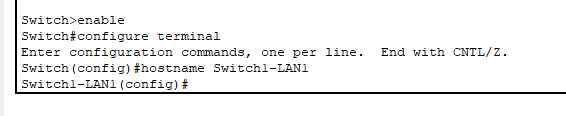 Switch>enable
Switch#configure terminal
Enter configuration commands, one per line.  End with CNTL/Z.
Switch(config)#hostname Switch1-LAN1
Switch1-LAN1(config)#